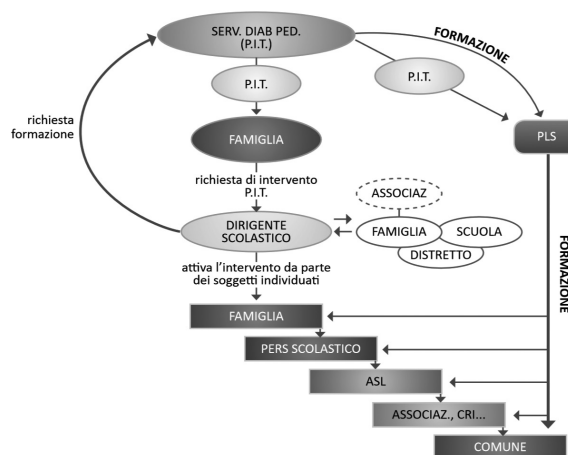 SERV. DIAB PED.
(P.I.T.)
FORMAZIONE
P.I.T.
P.I.T.
richiesta
formazione
FAMIGLIA
PLS
richiesta di intervento
P.I.T.
ASSOCIAZ
DIRIGENTE
SCOLASTICO
FAMIGLIA
SCUOLA
DISTRETTO
FORMAZIONE
attiva l'intervento da parte
dei soggetti individuati
FAMIGLIA
PERS SCOLASTICO
ASL
ASSOCIAZ., CRI...
COMUNE